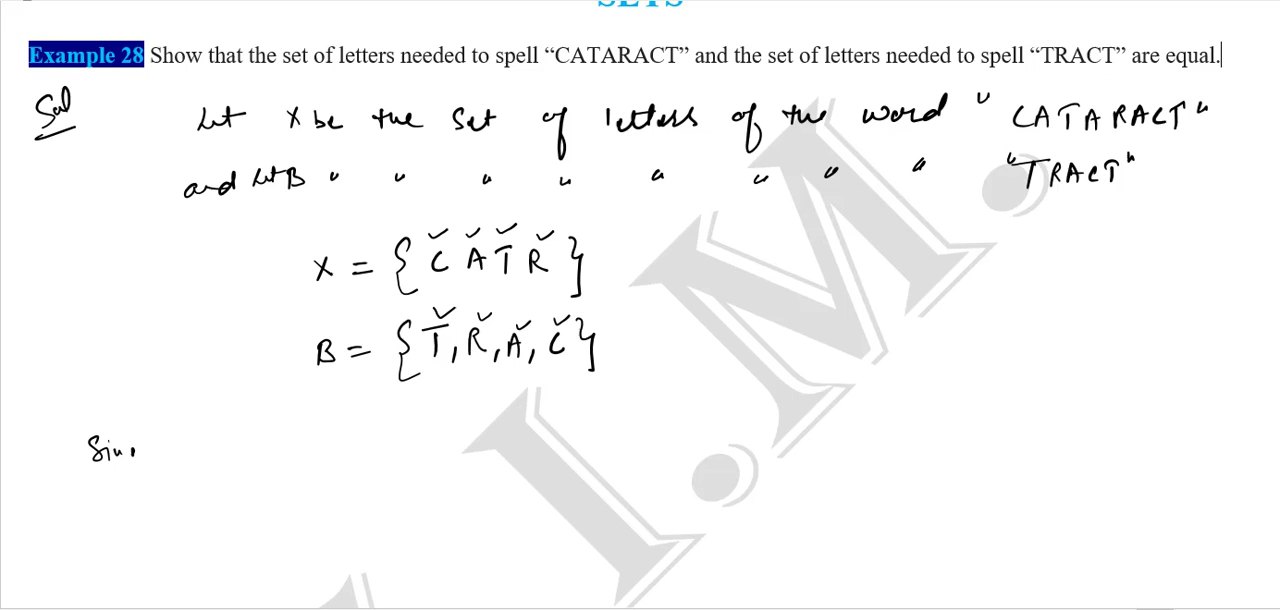 SETS
Example 28 Show that the set of letters needed to spell “CATARACT” and the set of letters needed to spell “TRACT” are equal.
Sol
Let X be the set of letters of the word "CATARACT"
and let B " " " " " " " " "TRACT"
X = { C A T R }
B = { T, R, A, C }
Sin
I.M.